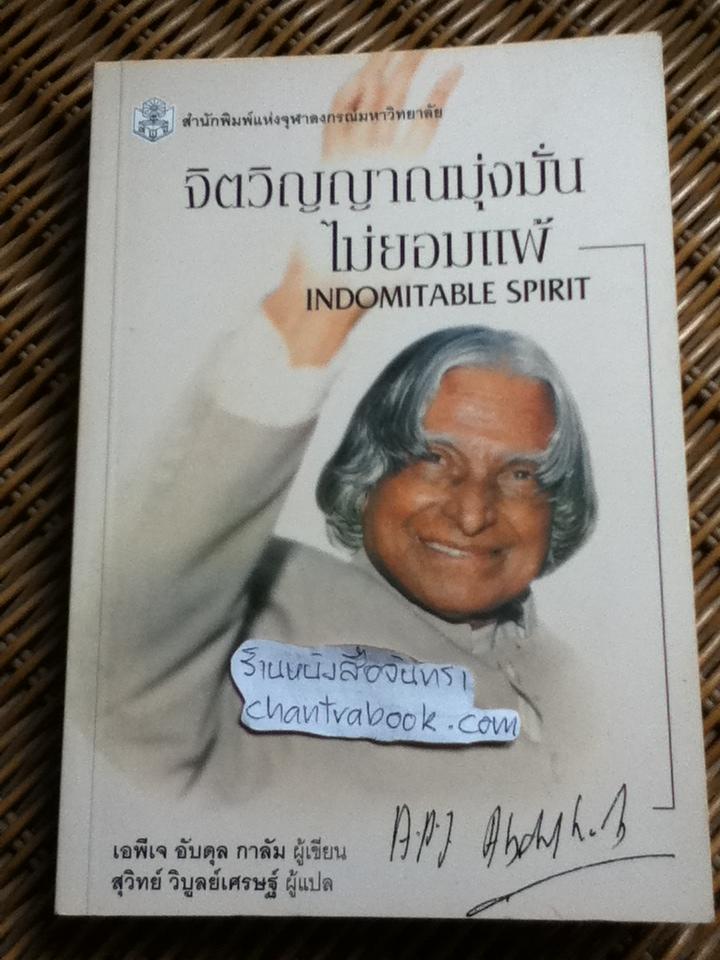 สำนักพิมพ์แห่งจุฬาลงกรณ์มหาวิทยาลัย
จิตวิญญาณมุ่งมั่น
ไม่ยอมแพ้
INDOMITABLE SPIRIT
ร้านหนังสือจันทรา
chantrabook.com
เอพีเจ อับดุล กาลัม ผู้เขียน
สุวิทย์ วิบูลย์เศรษฐ์ ผู้แปล
A.P.J Abdul